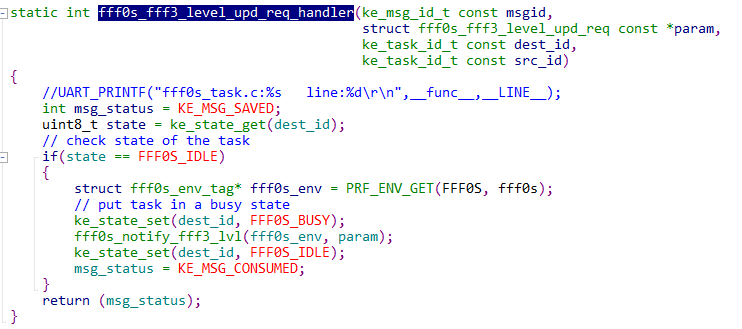 static int fff0s_fff3_level_upd_req_handler(ke_msg_id_t const msgid,
struct fff0s_fff3_level_upd_req const *param,
ke_task_id_t const dest_id,
ke_task_id_t const src_id)
{
//UART_PRINTF("fff0s_task.c:%s   line:%d\r\n",__func__,__LINE__);
int msg_status = KE_MSG_SAVED;
uint8_t state = ke_state_get(dest_id);
// check state of the task
if(state == FFF0S_IDLE)
{
struct fff0s_env_tag* fff0s_env = PRF_ENV_GET(FFF0S, fff0s);
// put task in a busy state
ke_state_set(dest_id, FFF0S_BUSY);
fff0s_notify_fff3_lvl(fff0s_env, param);
ke_state_set(dest_id, FFF0S_IDLE);
msg_status = KE_MSG_CONSUMED;
}
return (msg_status);
}